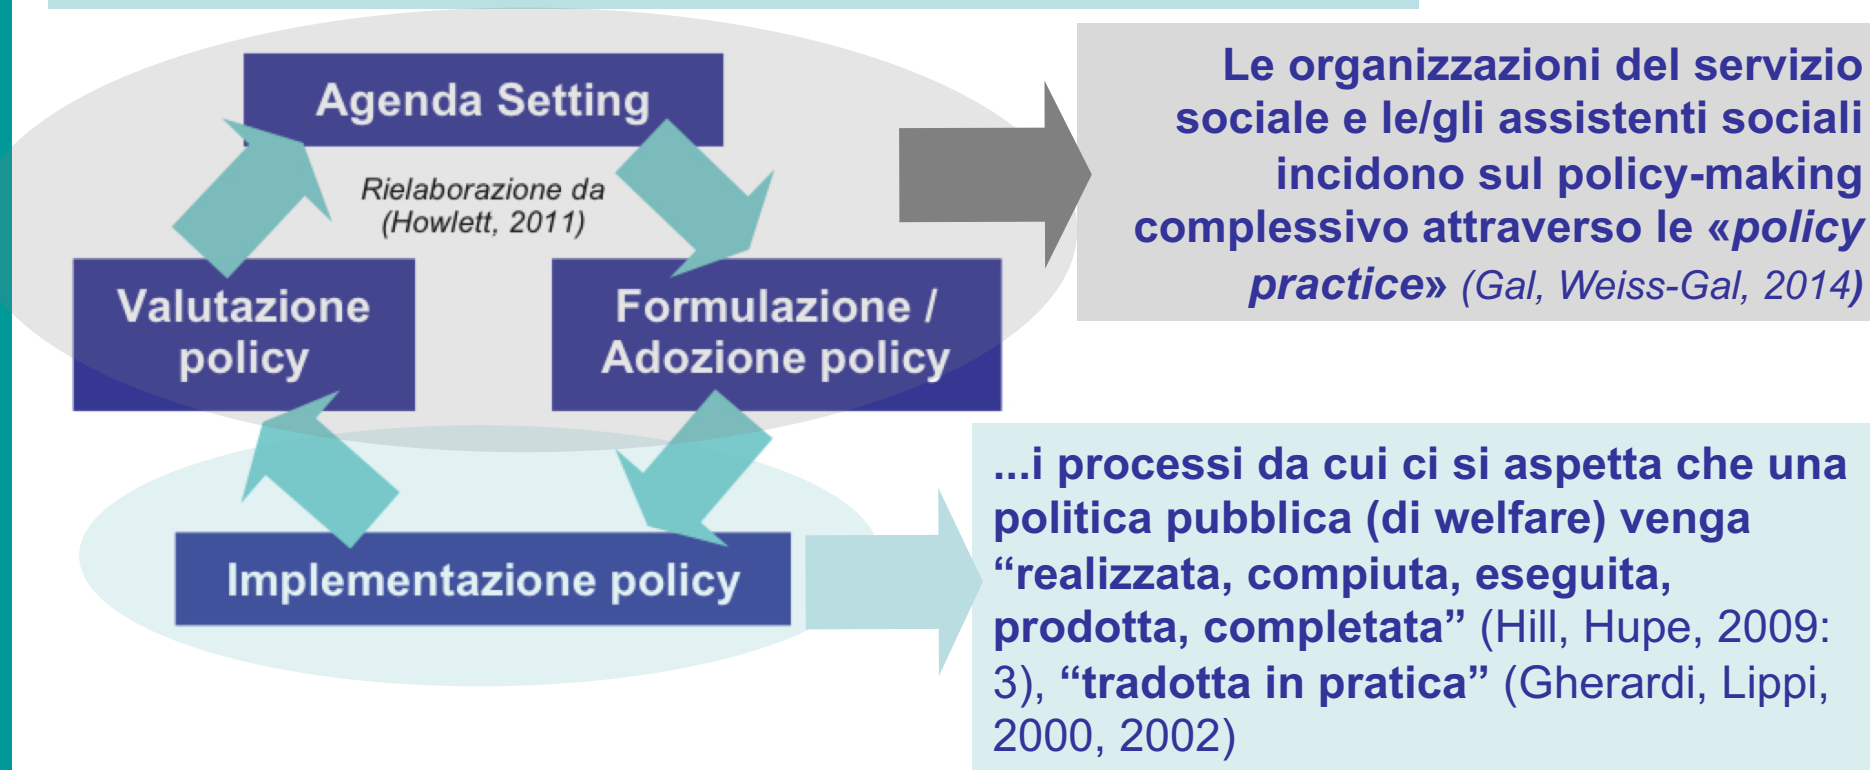 Agenda Setting
Rielaborazione da
(Howlett, 2011)
Valutazione
policy
Formulazione /
Adozione policy
Implementazione policy
Le organizzazioni del servizio
sociale e le/gli assistenti sociali
incidono sul policy-making
complessivo attraverso le «policy
practice» (Gal, Weiss-Gal, 2014)
...i processi da cui ci si aspetta che una
politica pubblica (di welfare) venga
“realizzata, compiuta, eseguita,
prodotta, completata” (Hill, Hupe, 2009:
3), “tradotta in pratica” (Gherardi, Lippi,
2000, 2002)